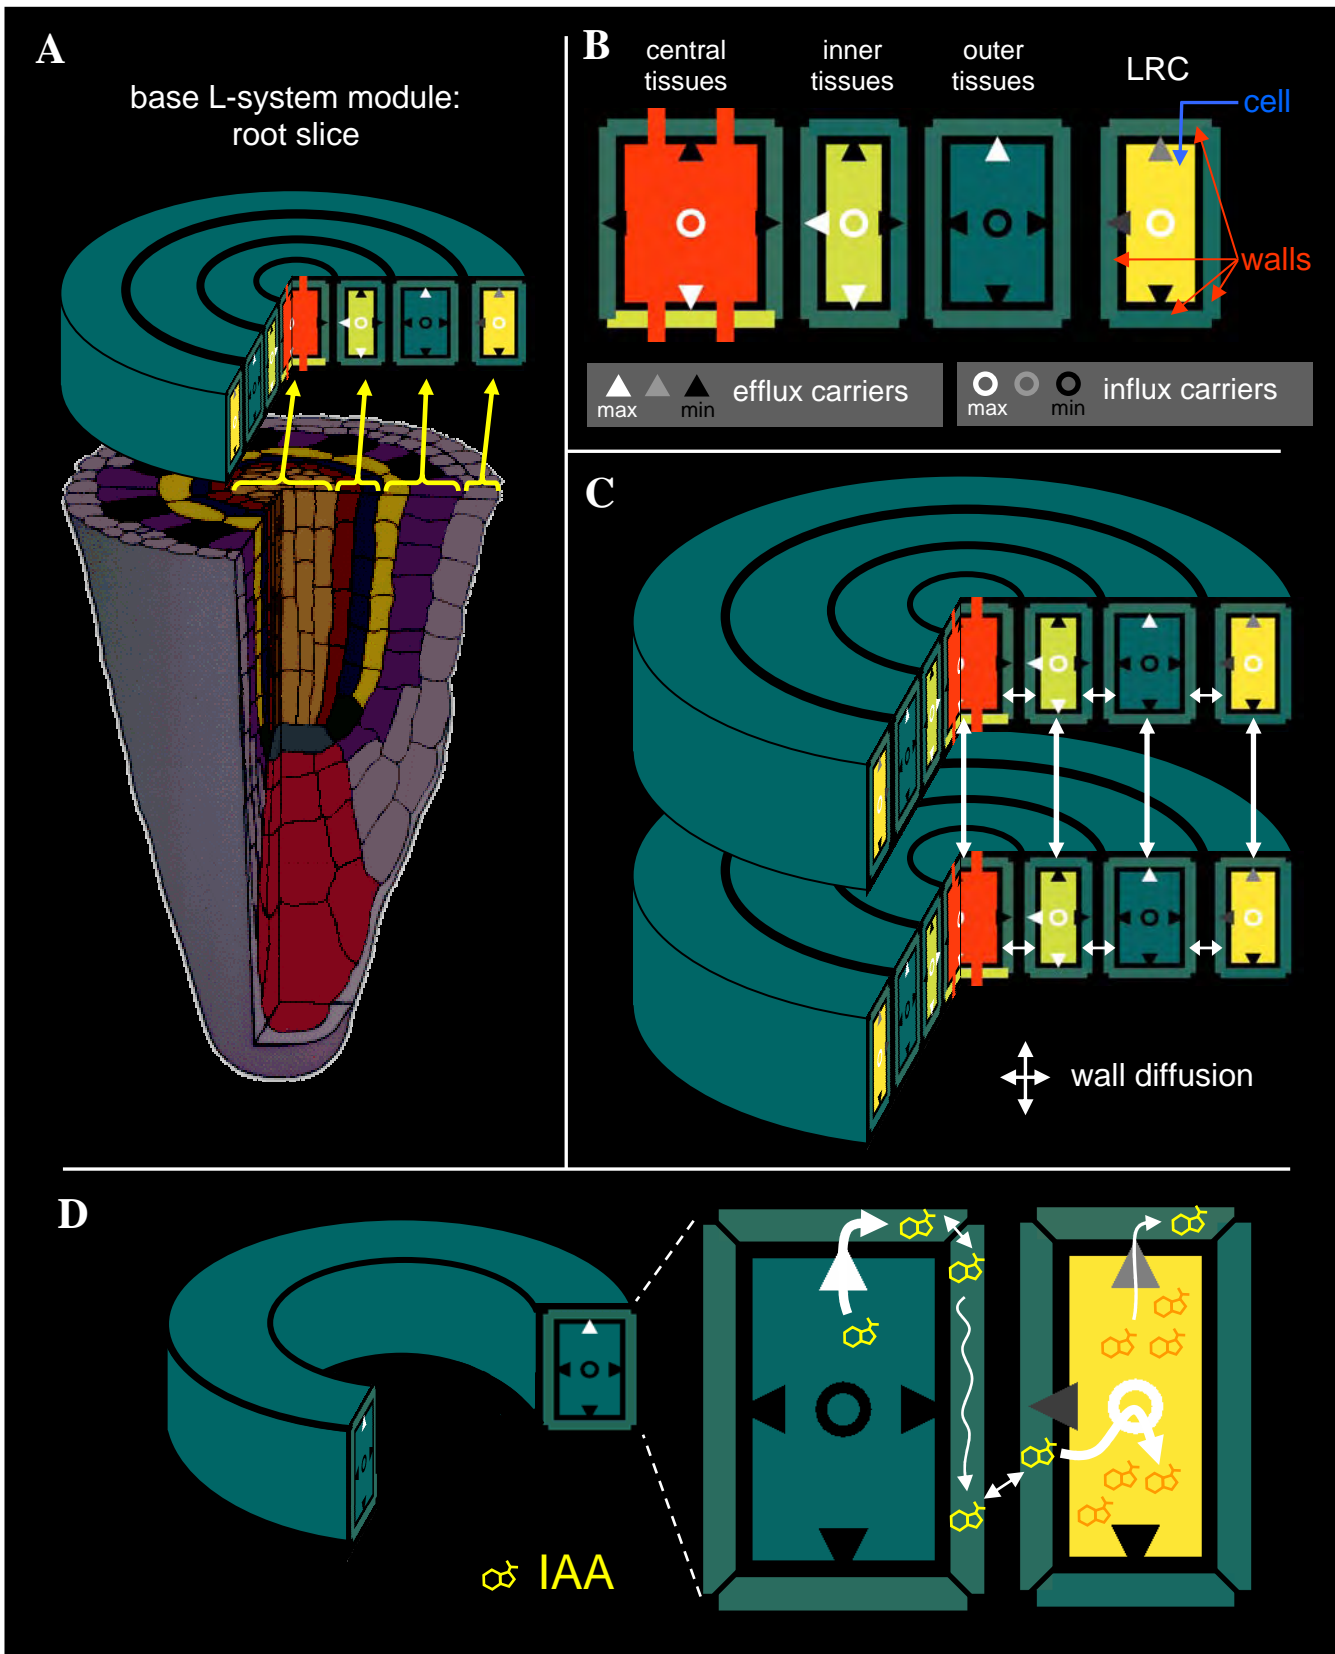 A
base L-system module:
root slice
B
central
tissues
inner
tissues
outer
tissues
LRC
cell
walls
max
min
efflux carriers
max
min
influx carriers
C
wall diffusion
D
IAA